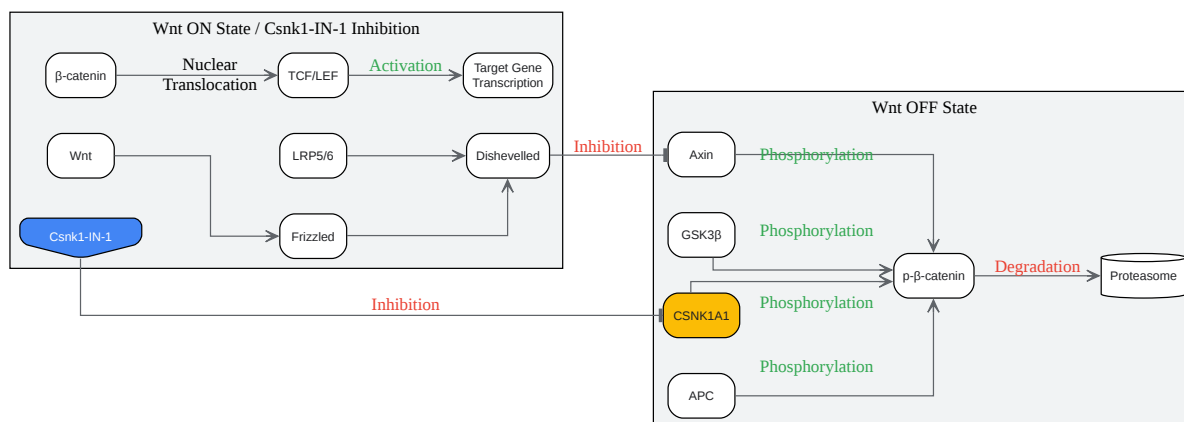 Wnt ON State / Csnk1-IN-1 Inhibition
β-catenin
Nuclear
Translocation
TCF/LEF
Activation
Target Gene
Transcription
Wnt
LRP5/6
Dishevelled
Inhibition
Csnk1-IN-1
Frizzled
Inhibition
Wnt OFF State
Axin
Phosphorylation
GSK3β
Phosphorylation
p-β-catenin
Degradation
Proteasome
CSNK1A1
Phosphorylation
APC
Phosphorylation